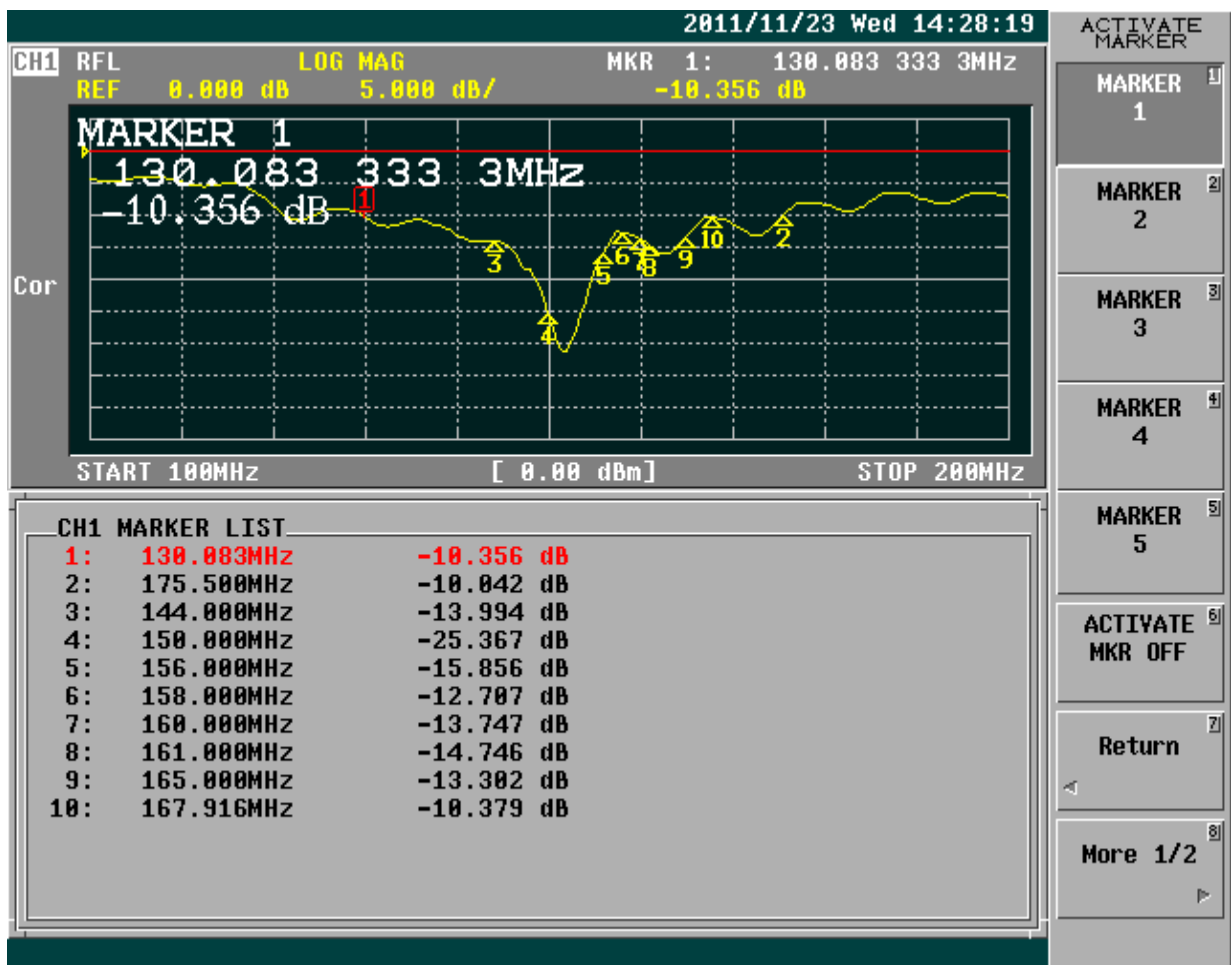 2011/11/23 Wed 14:28:19
CH1 RFL LOG MAG MKR 1: 130.083 333 3MHz
REF 0.000 dB 5.000 dB/ -10.356 dB
MARKER 1
130.083 333 3MHz
-10.356 dB
1
3
4
5
6
8
9
10
2
Cor
START 100MHz [ 0.00 dBm] STOP 200MHz
CH1 MARKER LIST
1: 130.083MHz -10.356 dB
2: 175.500MHz -10.042 dB
3: 144.000MHz -13.994 dB
4: 150.000MHz -25.367 dB
5: 156.000MHz -15.856 dB
6: 158.000MHz -12.707 dB
7: 160.000MHz -13.747 dB
8: 161.000MHz -14.746 dB
9: 165.000MHz -13.302 dB
10: 167.916MHz -10.379 dB
ACTIVATE
MARKER
MARKER 1
1
MARKER 2
2
MARKER 3
3
MARKER 4
4
MARKER 5
5
ACTIVATE 6
MKR OFF
7
Return
8
More 1/2